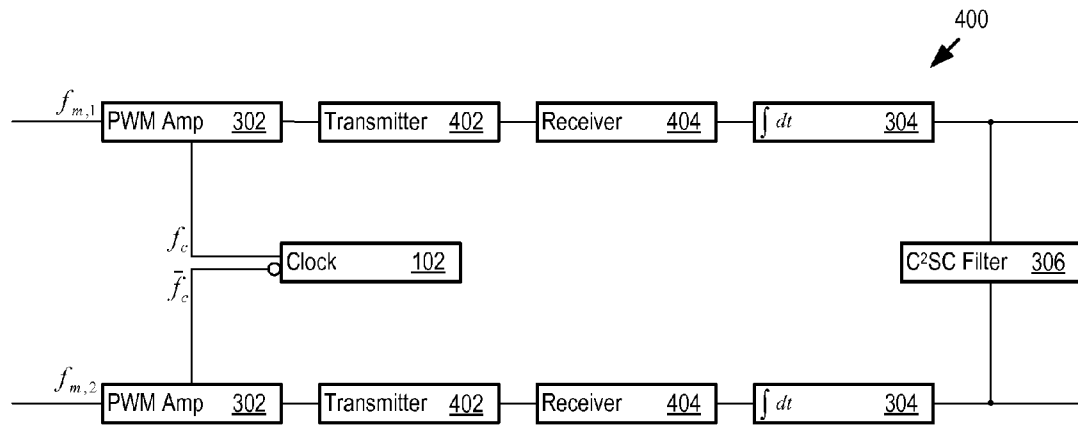 400
f_{m,1}
PWM Amp 302
Transmitter 402
Receiver 404
∫ dt 304
f_c
Clock 102
f̄_c
C²SC Filter 306
f_{m,2}
PWM Amp 302
Transmitter 402
Receiver 404
∫ dt 304